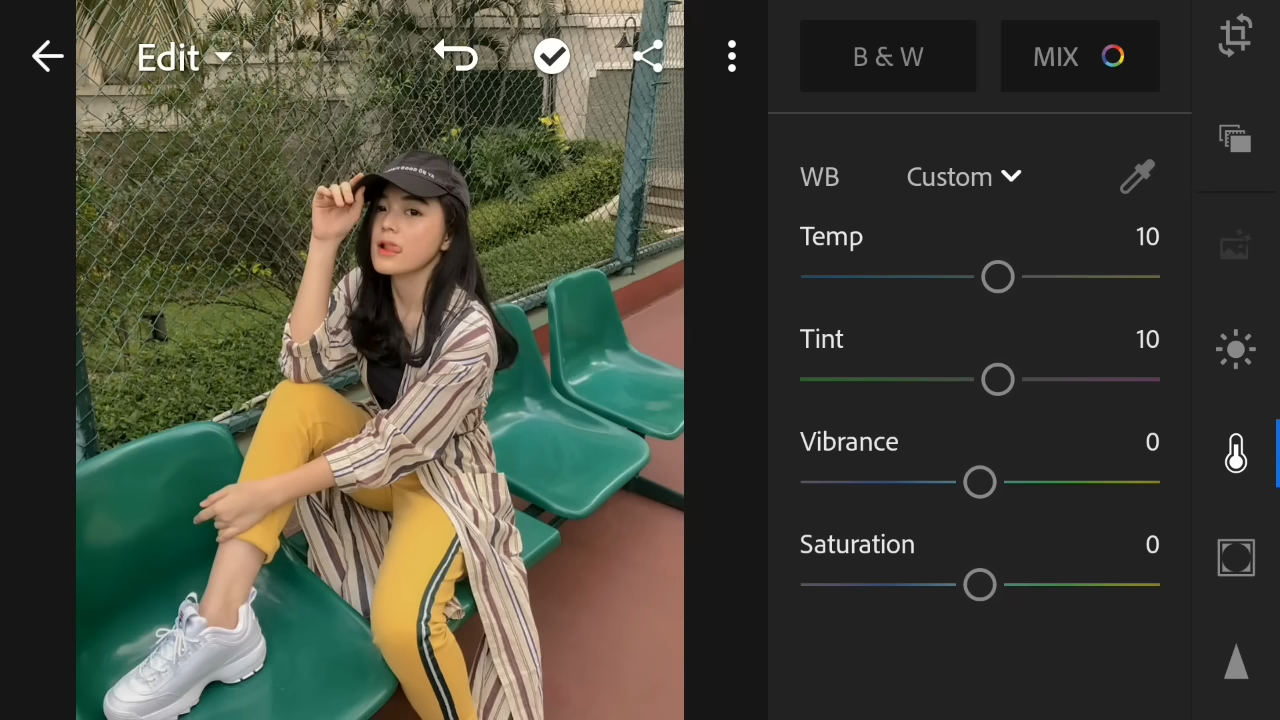 Edit
B & W
MIX
WB
Custom
Temp
10
Tint
10
Vibrance
0
Saturation
0